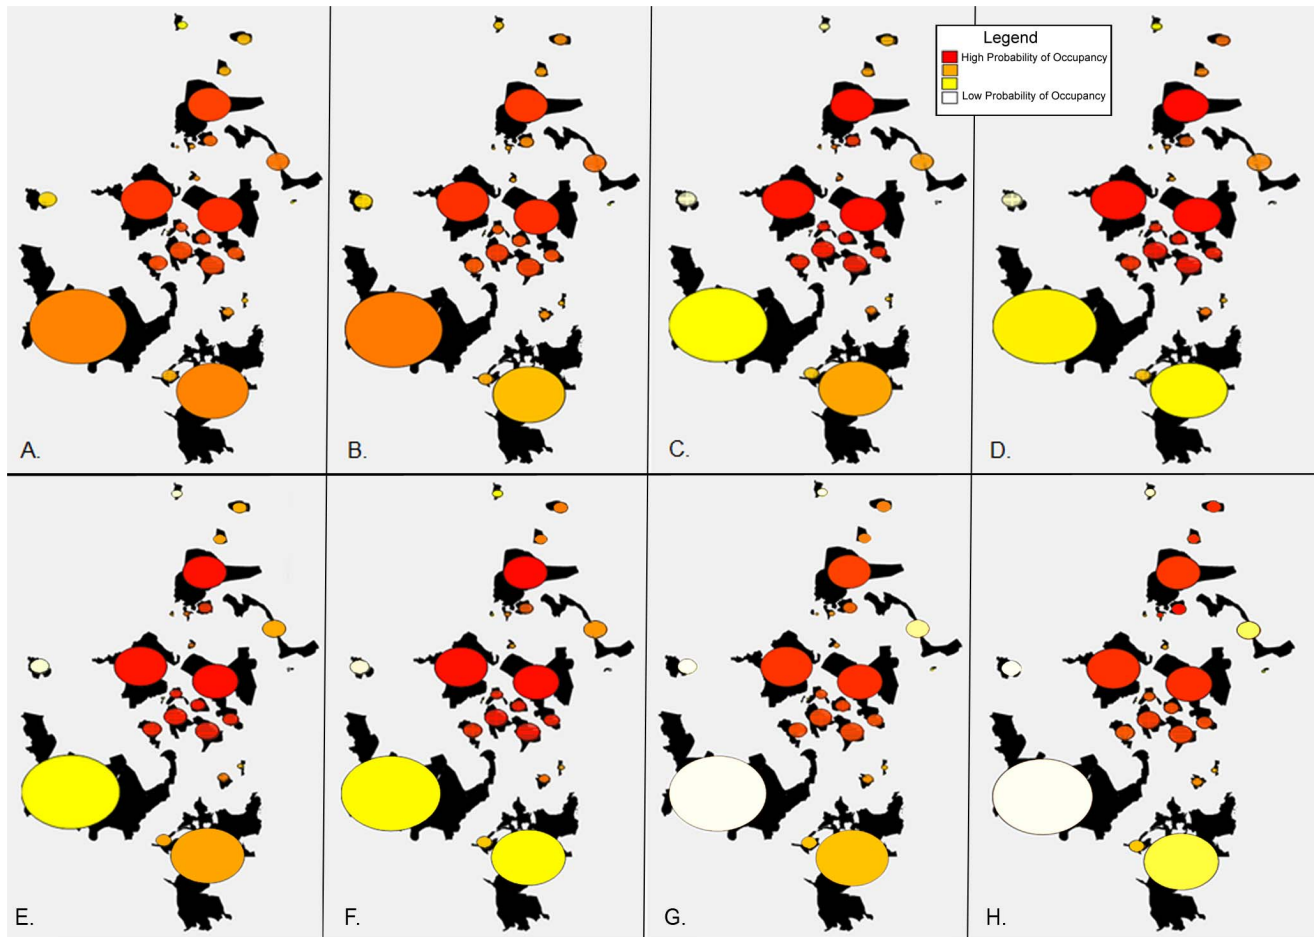 Legend
High Probability of Occupancy
Low Probability of Occupancy
A.
B.
C.
D.
E.
F.
G.
H.